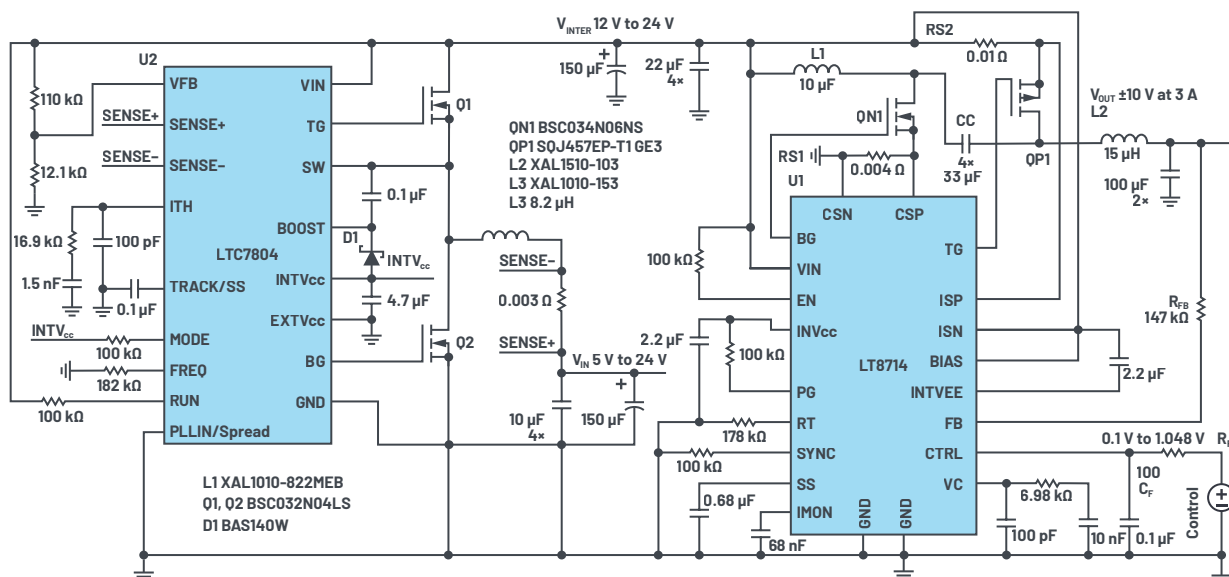 V_INTER 12 V to 24 V
RS2
U2
150 µF
+
22 µF
4×
L1
10 µF
0.01 Ω
V_OUT ±10 V at 3 A
L2
15 µH
100 µF
2×
VFB
SENSE+
SENSE+
SENSE−
SENSE−
ITH
TRACK/SS
INTV_cc
MODE
FREQ
RUN
PLLIN/Spread
LTC7804
VIN
TG
SW
BOOST
INTVcc
EXTVcc
BG
GND
110 kΩ
12.1 kΩ
16.9 kΩ
1.5 nF
100 pF
0.1 µF
100 kΩ
182 kΩ
100 kΩ
Q1
0.1 µF
D1
INTV_cc
4.7 µF
Q2
QN1 BSC034N06NS
QP1 SQJ457EP-T1 GE3
L2 XAL1510-103
L3 XAL1010-153
L3 8.2 µH
SENSE−
0.003 Ω
SENSE+
V_IN 5 V to 24 V
10 µF
4×
+
150 µF
L1 XAL1010-822MEB
Q1, Q2 BSC032N04LS
D1 BAS140W
QN1
CC
4×
33 µF
QP1
RS1
0.004 Ω
U1
CSN
CSP
BG
VIN
EN
INVcc
PG
RT
SYNC
SS
IMON
GND
GND
LT8714
TG
ISP
ISN
BIAS
INTVEE
FB
CTRL
VC
100 kΩ
2.2 µF
100 kΩ
178 kΩ
100 kΩ
0.68 µF
68 nF
R_FB
147 kΩ
2.2 µF
0.1 V to 1.048 V
100
C_F
6.98 kΩ
100 pF
10 nF
0.1 µF
Control
+
−